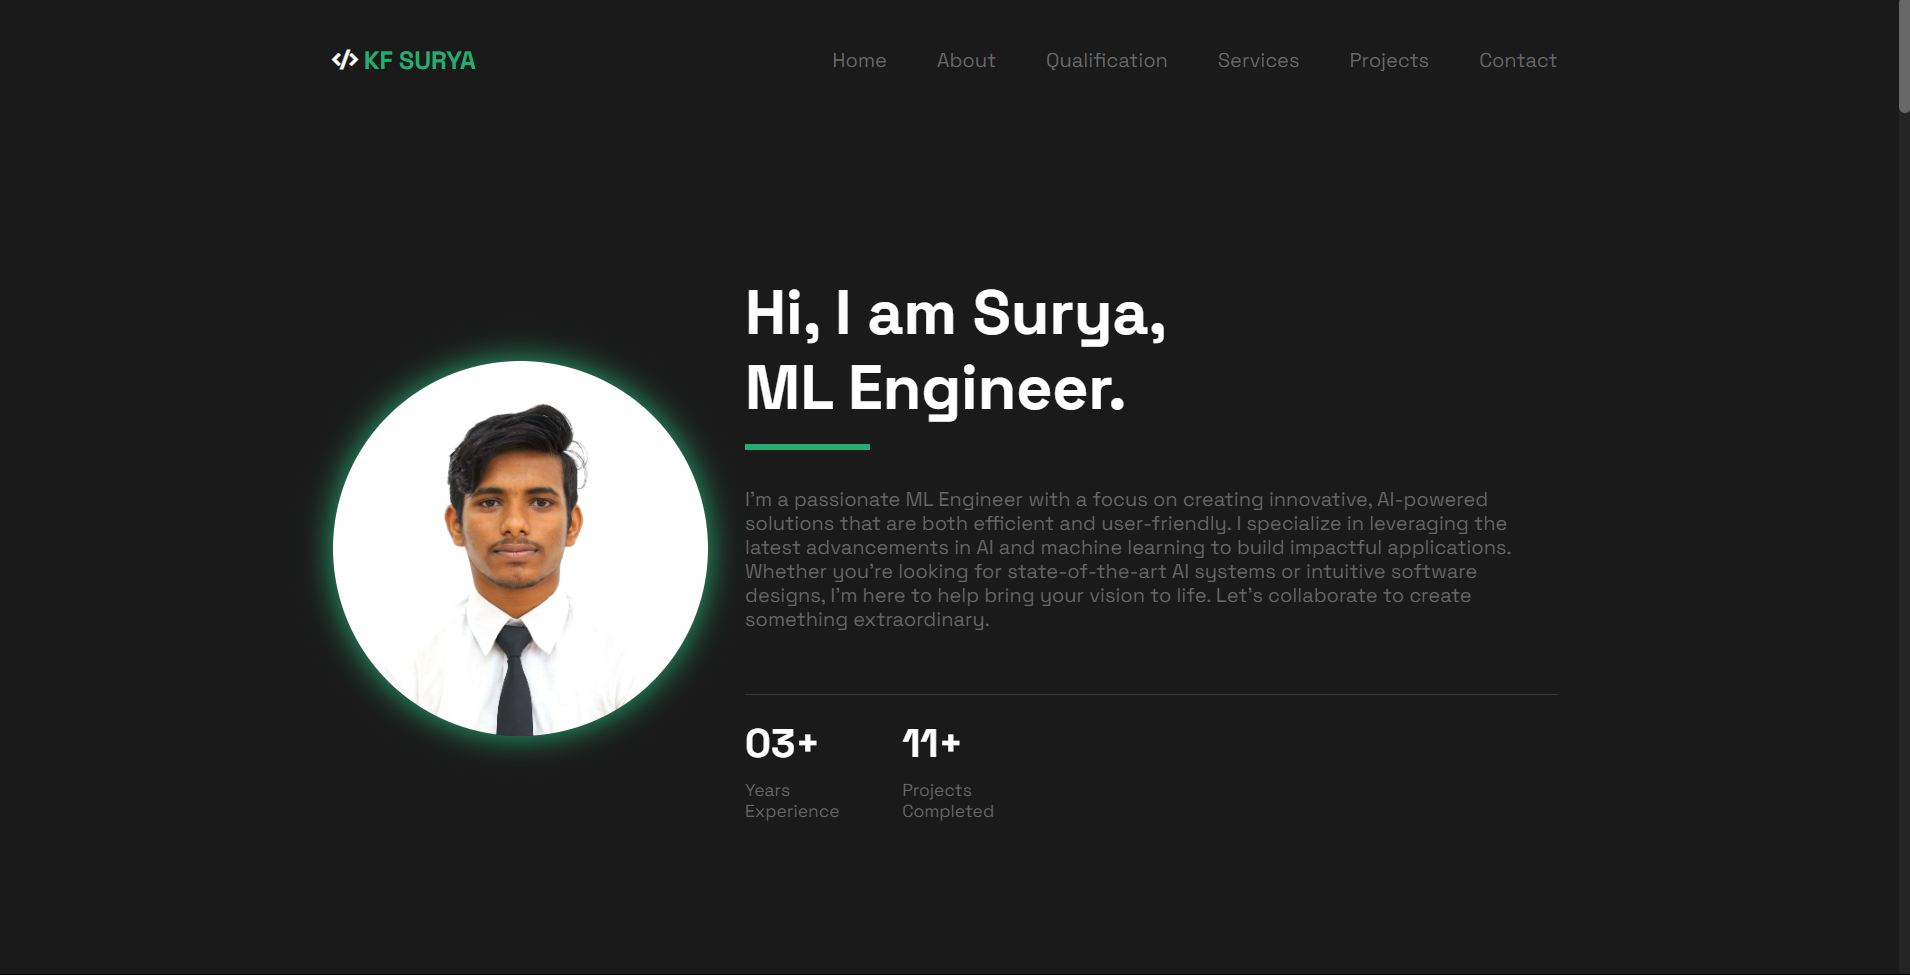 </> KF SURYA
Home About Qualification Services Projects Contact
Hi, I am Surya,
ML Engineer.
I'm a passionate ML Engineer with a focus on creating innovative, AI-powered
solutions that are both efficient and user-friendly. I specialize in leveraging the
latest advancements in AI and machine learning to build impactful applications.
Whether you're looking for state-of-the-art AI systems or intuitive software
designs, I'm here to help bring your vision to life. Let's collaborate to create
something extraordinary.
03+
Years
Experience
11+
Projects
Completed